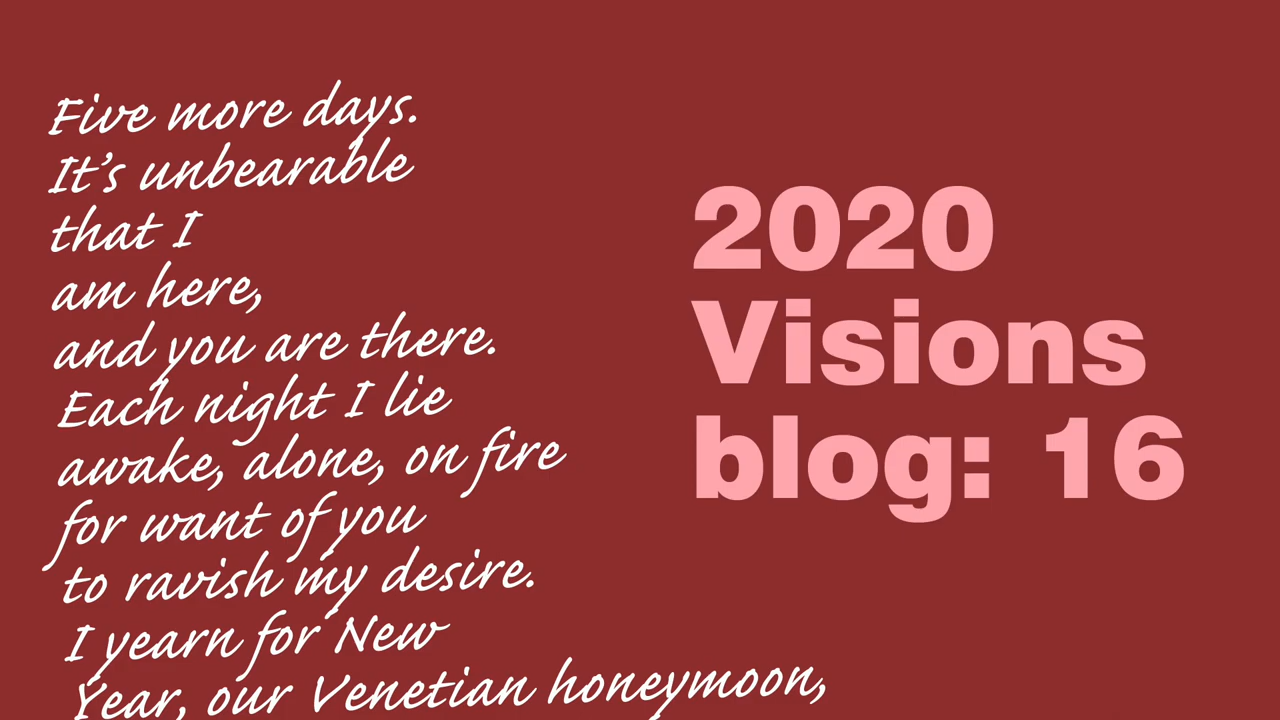 Five more days.
It’s unbearable
that I
am here,
and you are there.
Each night I lie
awake, alone, on fire
for want of you
to ravish my desire.
I yearn for New
Year, our Venetian honeymoon,
2020
Visions
blog: 16